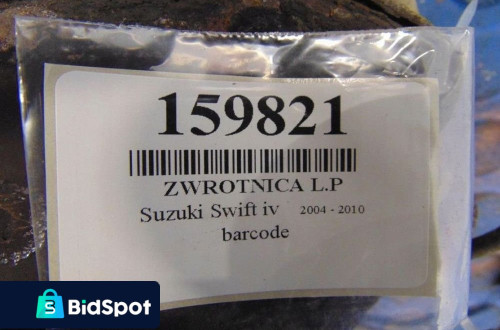 159821
ZWROTNICA L.P
Suzuki Swift iv 2004 - 2010
barcode
BidSpot